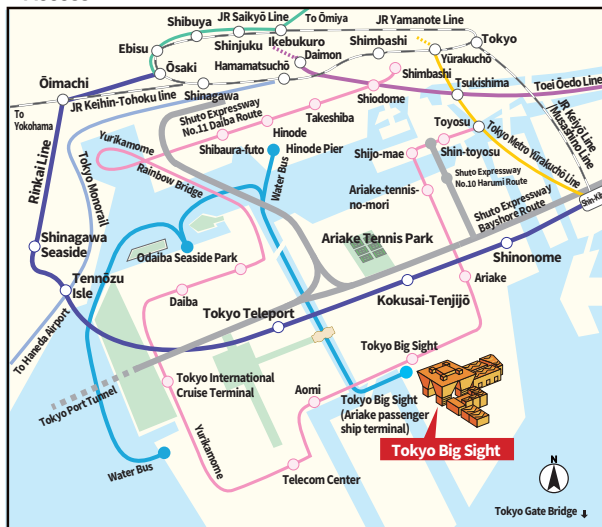 JR Saikyō Line
To Ōmiya
JR Yamanote Line
Shibuya
Ikebukuro
Tokyo
Ebisu
Shinjuku
Daimon
Shimbashi
Yūrakuchō
Ōsaki
Hamamatsuchō
Shimbashi
Ōimachi
Tsukishima
Toei Ōedo Line
JR Keihin-Tohoku line
Shinagawa
Shiodome
To
Yokohama
Shuto Expressway
No.11 Daiba Route
Takeshiba
Toyosu
JR Keiyō Line
/Musashino Line
Hinode
Tokyo Metro Yūrakuchō Line
Yurikamome
Shibaura-futo
Hinode Pier
Shijo-mae
Shin-toyosu
Rinkai Line
Tokyo Monorail
Rainbow Bridge
Water Bus
Shuto Expressway
No.10 Harumi Route
Ariake-tennis-
no-mori
Shuto Expressway
Bayshore Route
Shinagawa
Seaside
Odaiba Seaside Park
Ariake Tennis Park
Shinonome
Tennōzu
Isle
Daiba
Kokusai-Tenjijō
Ariake
Tokyo Teleport
To Haneda Airport
Tokyo Big Sight
Tokyo Port Tunnel
Tokyo International
Cruise Terminal
Aomi
Tokyo Big Sight
(Ariake passenger
ship terminal)
Yurikamome
Tokyo Big Sight
Water Bus
Telecom Center
N
Tokyo Gate Bridge ↓